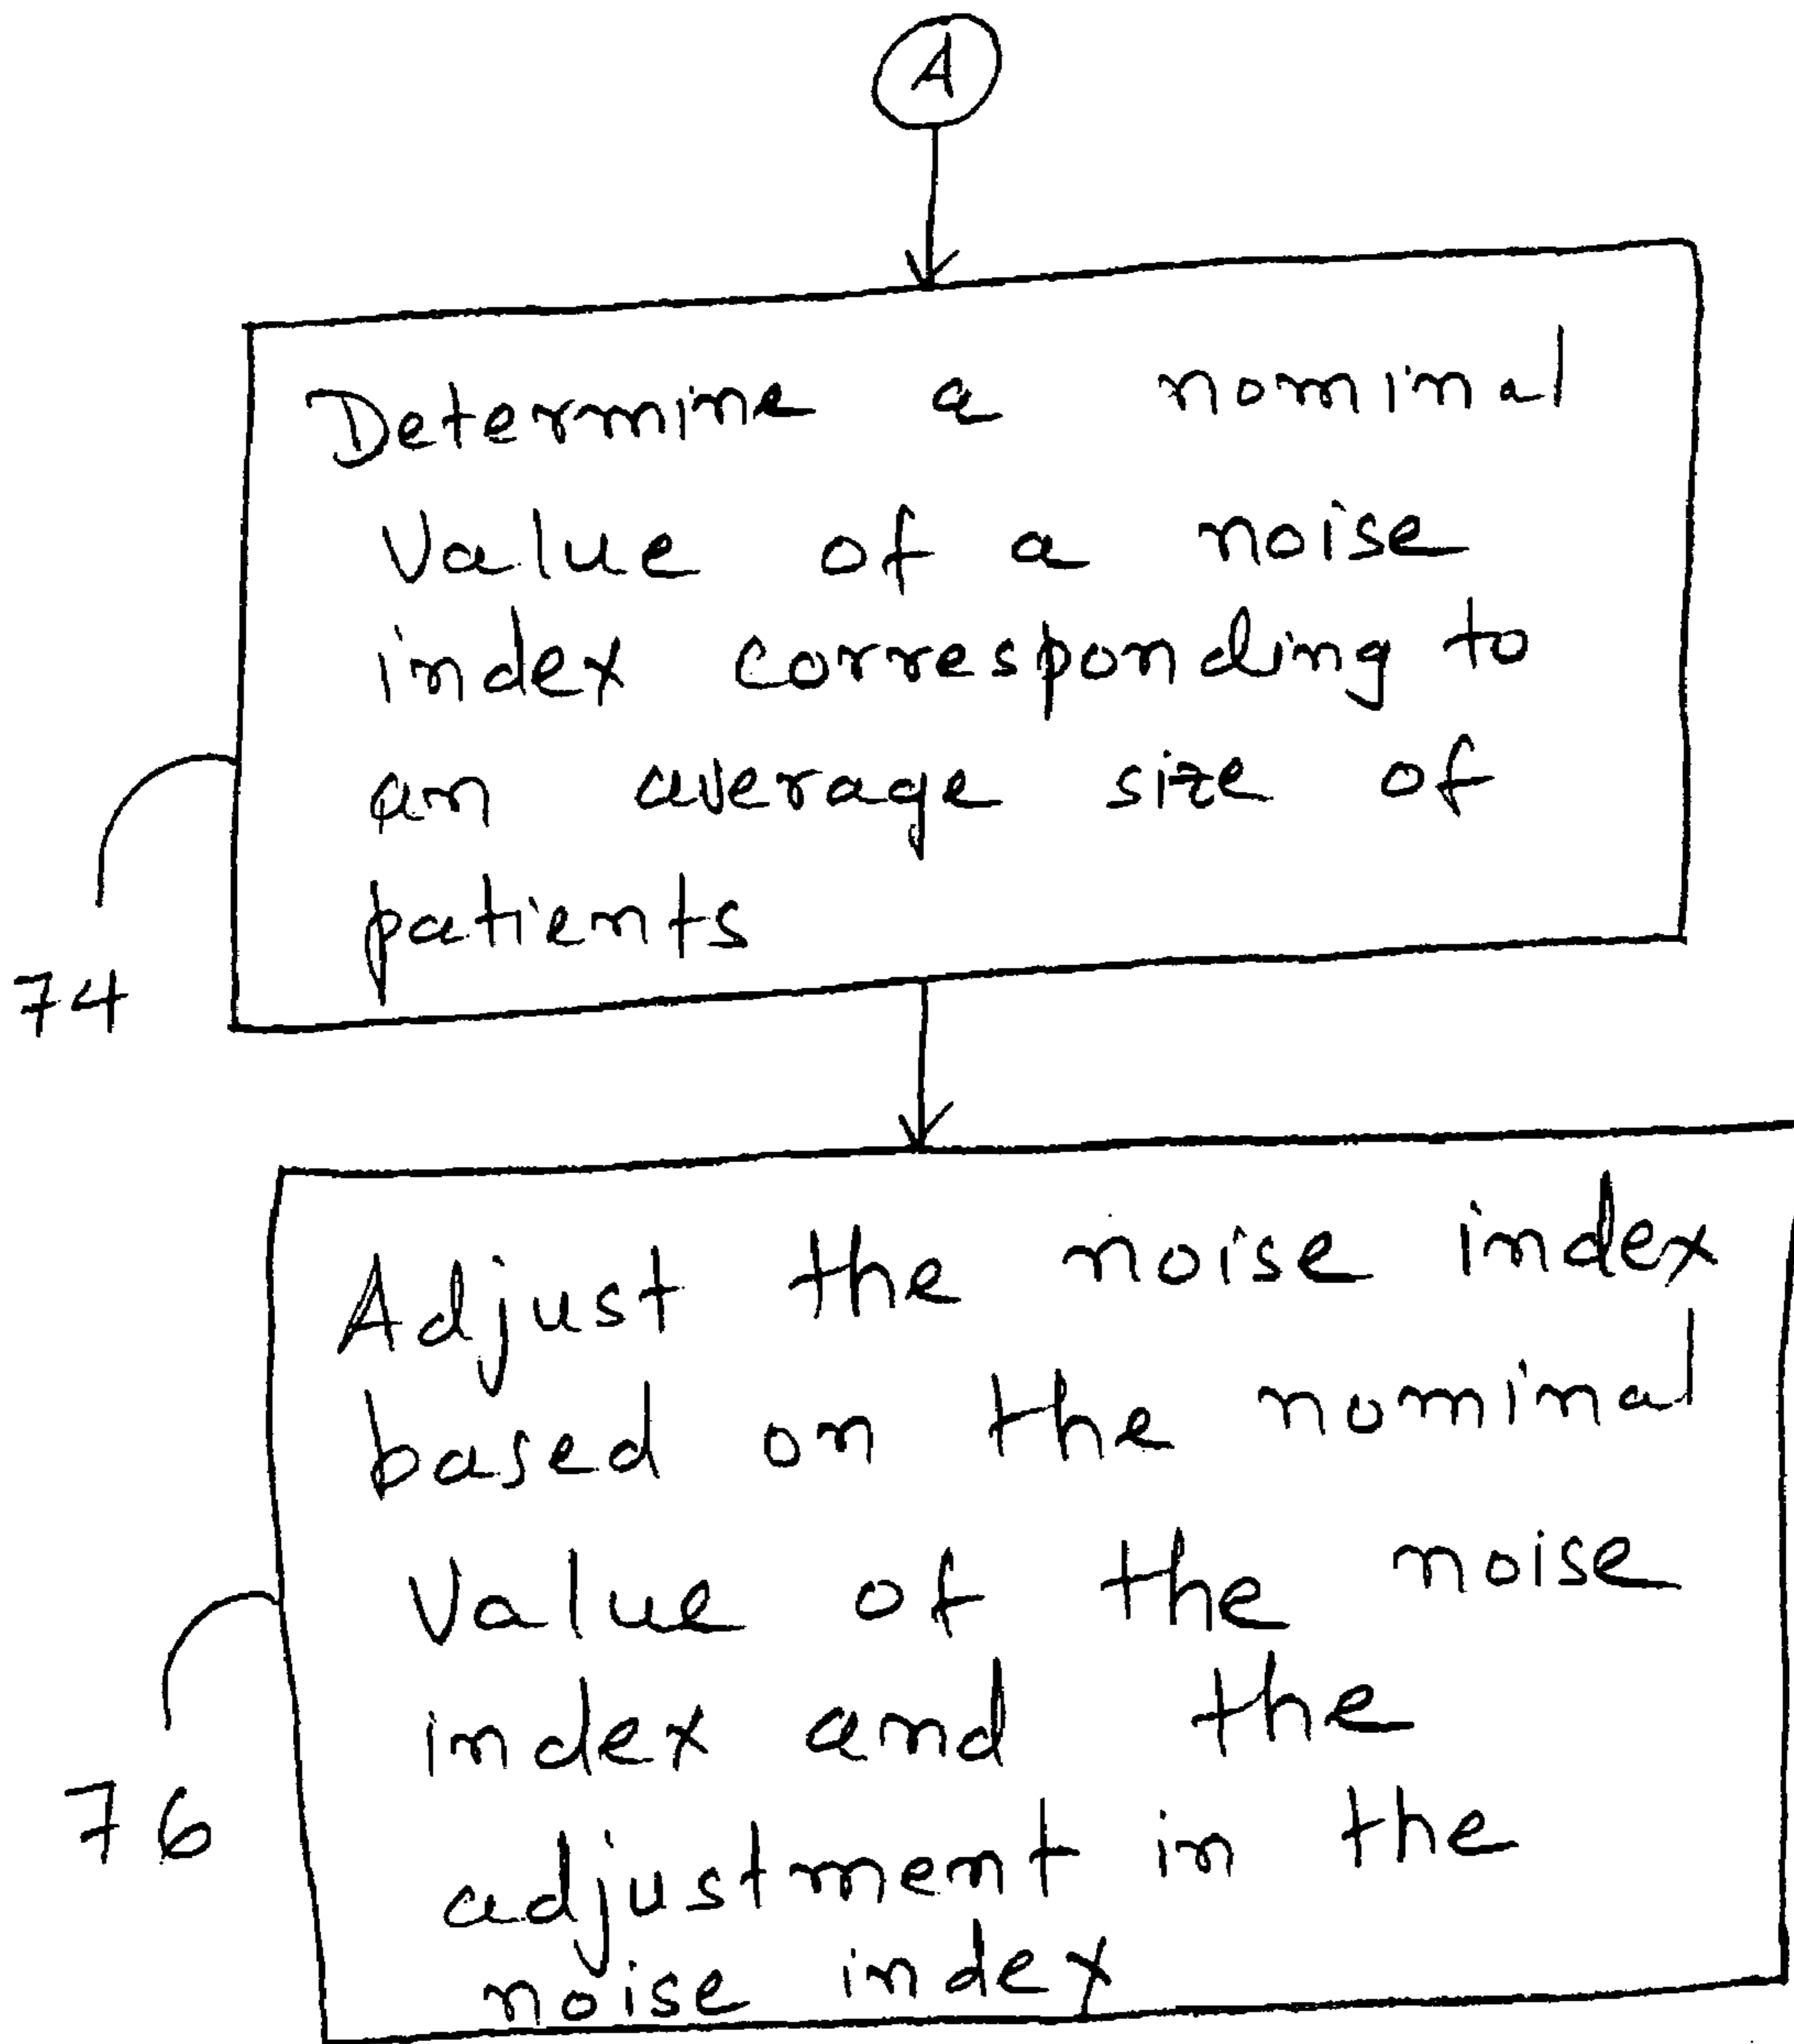 A
Determine a nominal
Value of a noise
index corresponding to
an average size of
patients
74
Adjust the noise index
based on the nominal
Value of the noise
index and the
adjustment in the
noise index
76